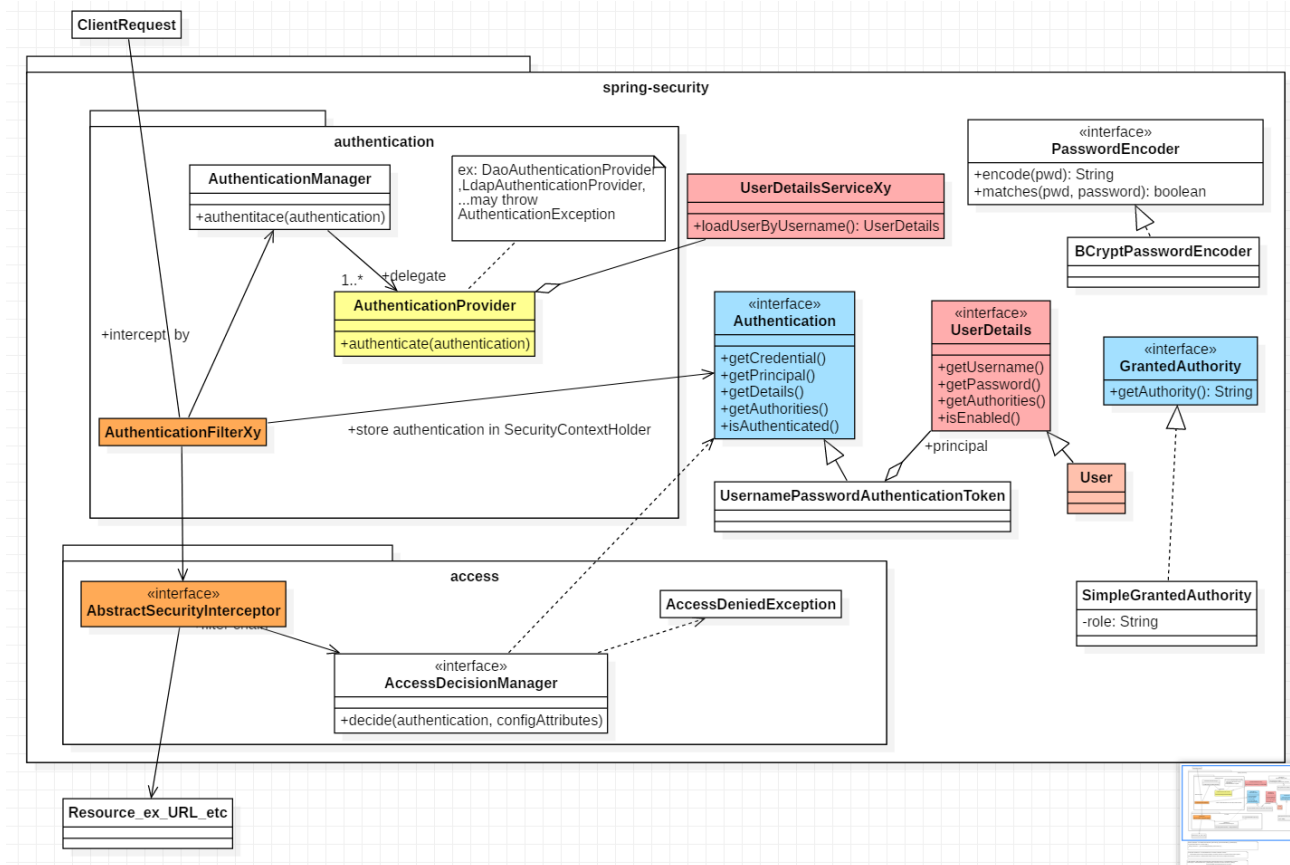 ClientRequest
spring-security
authentication
«interface»
PasswordEncoder
+encode(pwd): String
+matches(pwd, password): boolean
AuthenticationManager
+authentitace(authentication)
ex: DaoAuthenticationProvider
,LdapAuthenticationProvider,
...may throw
AuthenticationException
UserDetailsServiceXy
+loadUserByUsername(): UserDetails
BCryptPasswordEncoder
1..*
+delegate
AuthenticationProvider
+authenticate(authentication)
«interface»
Authentication
+getCredential()
+getPrincipal()
+getDetails()
+getAuthorities()
+isAuthenticated()
«interface»
UserDetails
+getUsername()
+getPassword()
+getAuthorities()
+isEnabled()
«interface»
GrantedAuthority
+getAuthority(): String
+intercept by
AuthenticationFilterXy
+store authentication in SecurityContextHolder
+principal
User
UsernamePasswordAuthenticationToken
access
«interface»
AbstractSecurityInterceptor
AccessDeniedException
SimpleGrantedAuthority
-role: String
«interface»
AccessDecisionManager
+decide(authentication, configAttributes)
Resource_ex_URL_etc